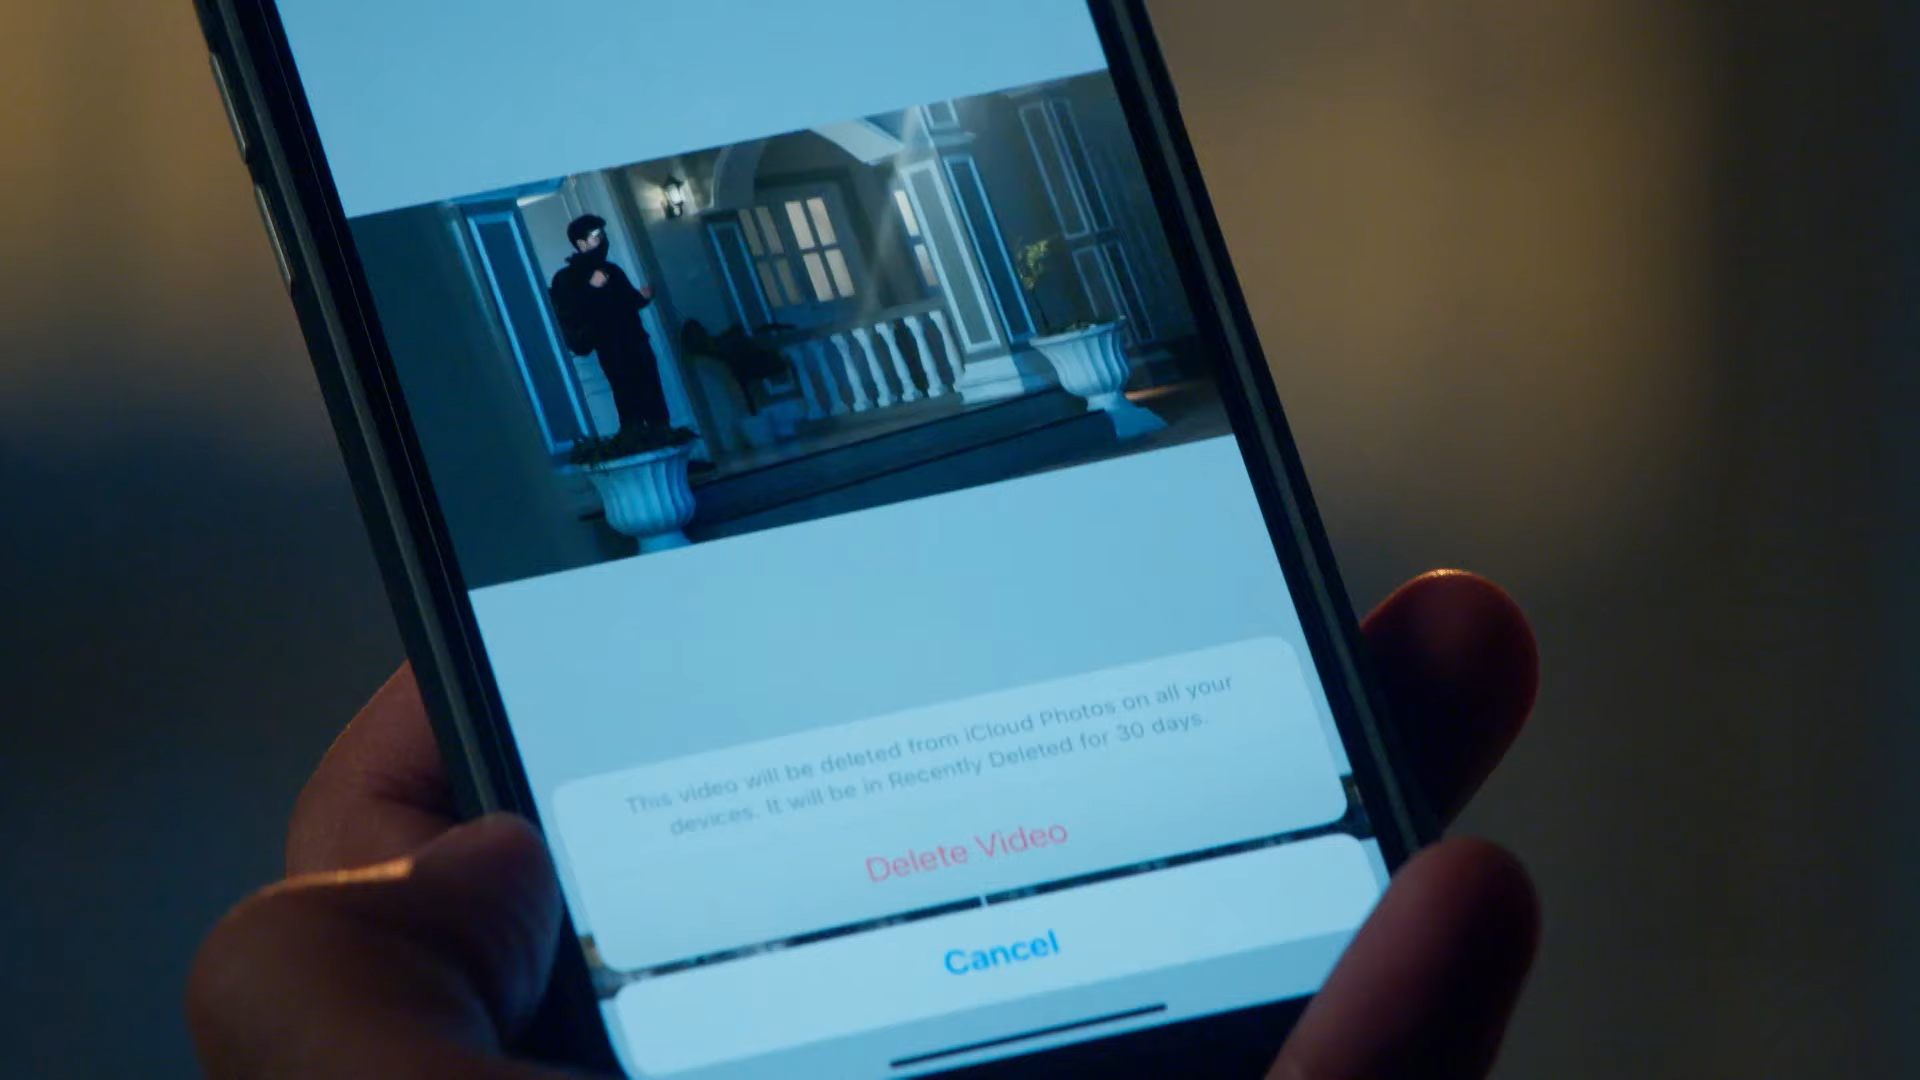 This video will be deleted from iCloud Photos on all your
devices. It will be in Recently Deleted for 30 days.
Delete Video
Cancel